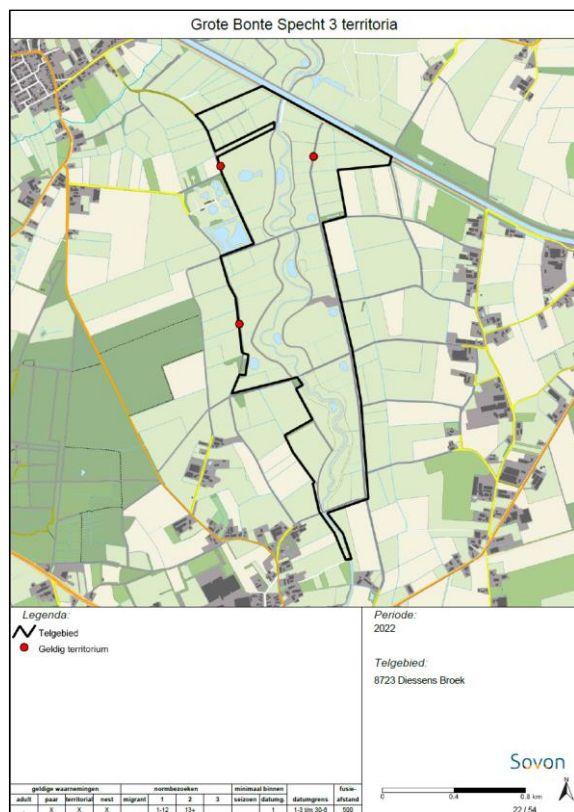 Grote Bonte Specht 3 territoria
Legenda:
Telgebied
Geldig territorium
Periode:
2022
Telgebied:
8723 Diessens Broek
Sovon
geldige waarnemingen normbezoeken minimaal binnen fusie-
adult paar territoriaal nest migrant 1 2 3 seizoen datumg. datumgrens afstand
. X X X 1-12 13+ 1 1-3 t/m 30-6 500
0 0.4 0.8 km
22 / 54